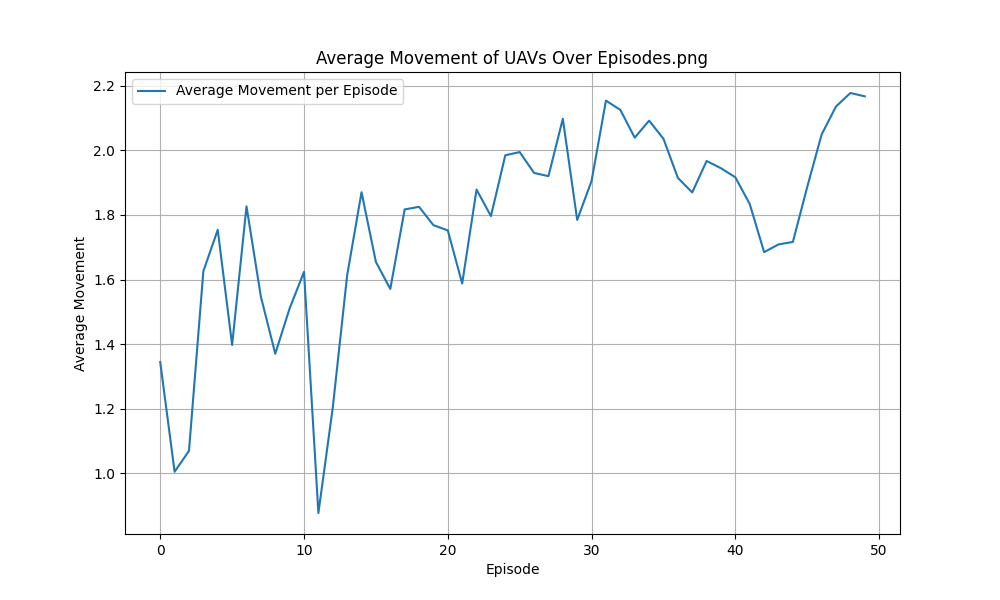 Average Movement of UAVs Over Episodes.png
Average Movement per Episode
2.2
2.0
1.8
1.6
1.4
1.2
1.0
Average Movement
0 10 20 30 40 50
Episode